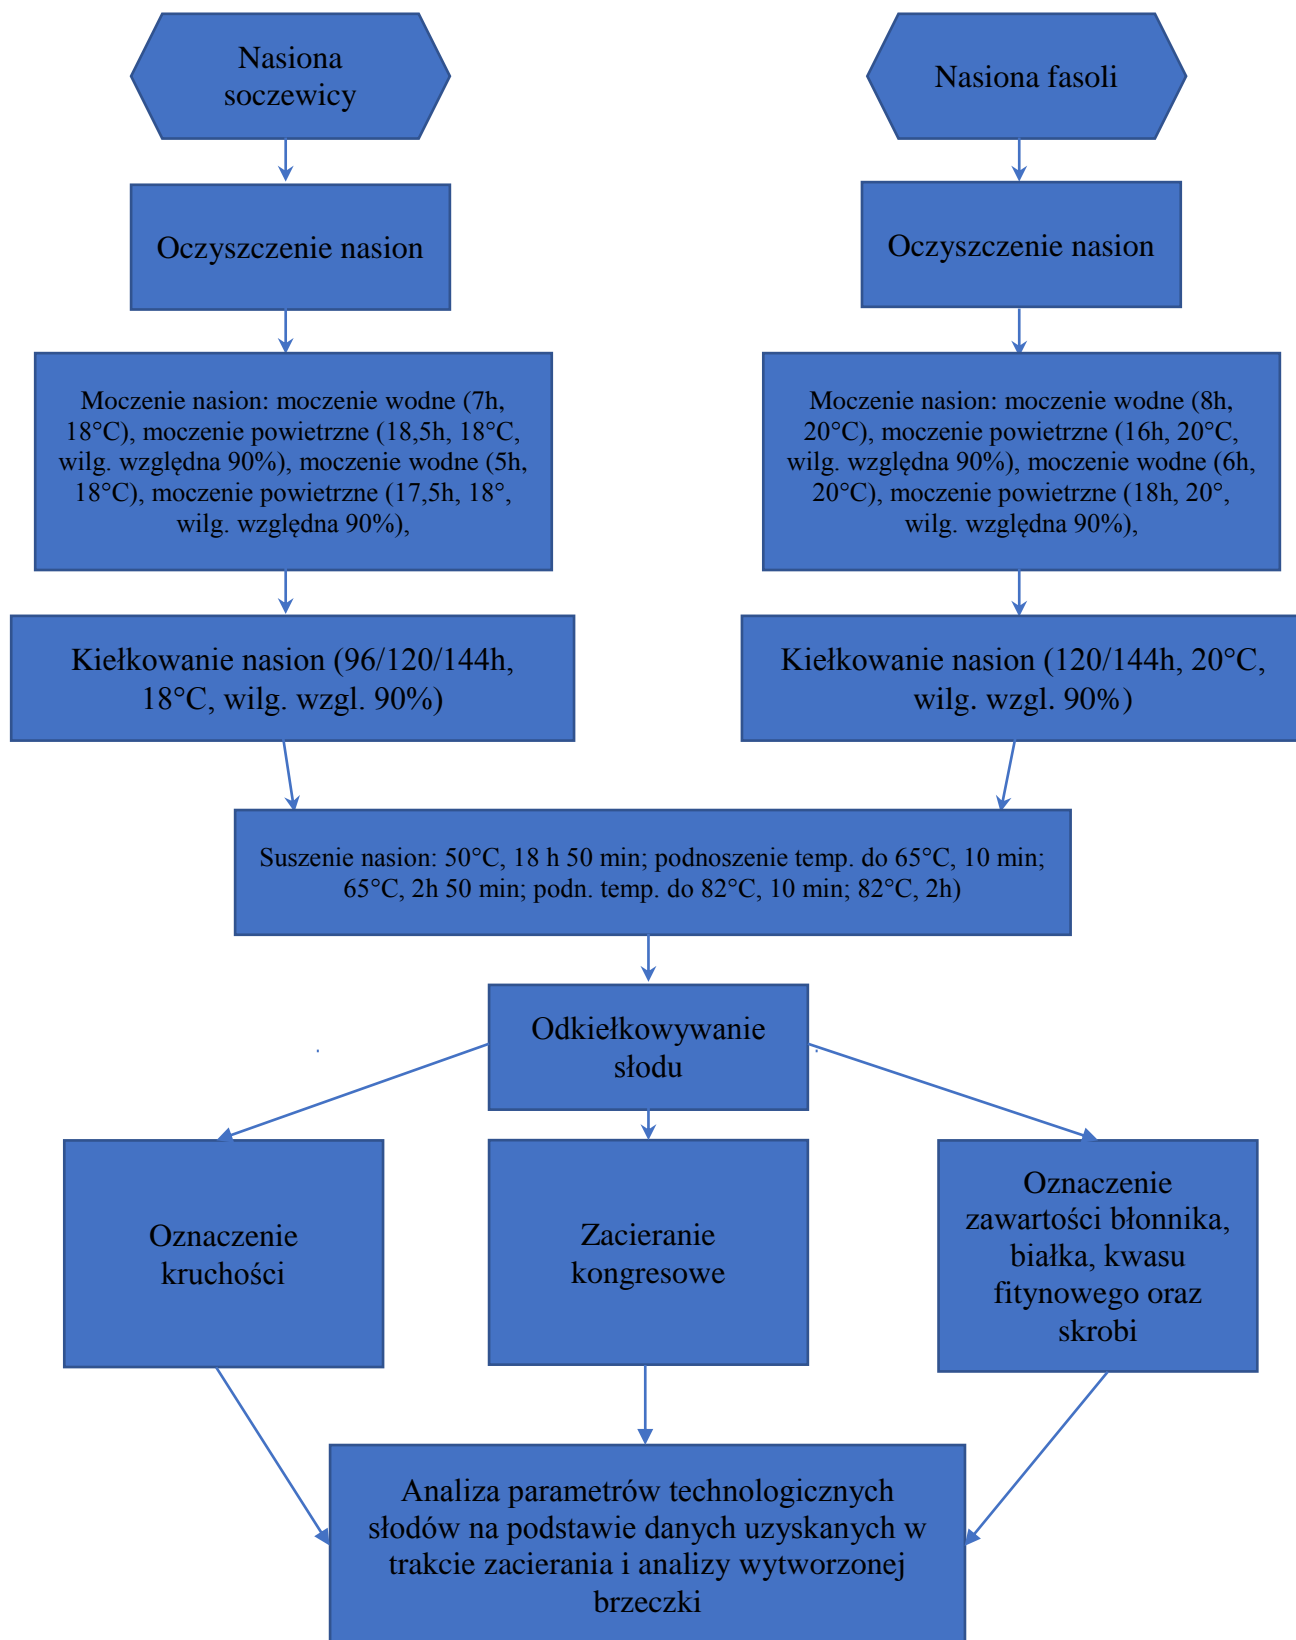 Nasiona
soczewicy
Nasiona fasoli
Oczyszczenie nasion
Oczyszczenie nasion
Moczenie nasion: moczenie wodne (7h,
18°C), moczenie powietrzne (18,5h, 18°C,
wilg. względna 90%), moczenie wodne (5h,
18°C), moczenie powietrzne (17,5h, 18°,
wilg. względna 90%),
Moczenie nasion: moczenie wodne (8h,
20°C), moczenie powietrzne (16h, 20°C,
wilg. względna 90%), moczenie wodne (6h,
20°C), moczenie powietrzne (18h, 20°,
wilg. względna 90%),
Kiełkowanie nasion (96/120/144h,
18°C, wilg. wzgl. 90%)
Kiełkowanie nasion (120/144h, 20°C,
wilg. wzgl. 90%)
Suszenie nasion: 50°C, 18 h 50 min; podnoszenie temp. do 65°C, 10 min;
65°C, 2h 50 min; podn. temp. do 82°C, 10 min; 82°C, 2h)
Odkiełkowywanie
słodu
Oznaczenie
kruchości
Zacieranie
kongresowe
Oznaczenie
zawartości błonnika,
białka, kwasu
fitynowego oraz
skrobi
Analiza parametrów technologicznych
słodów na podstawie danych uzyskanych w
trakcie zacierania i analizy wytworzonej
brzeczki